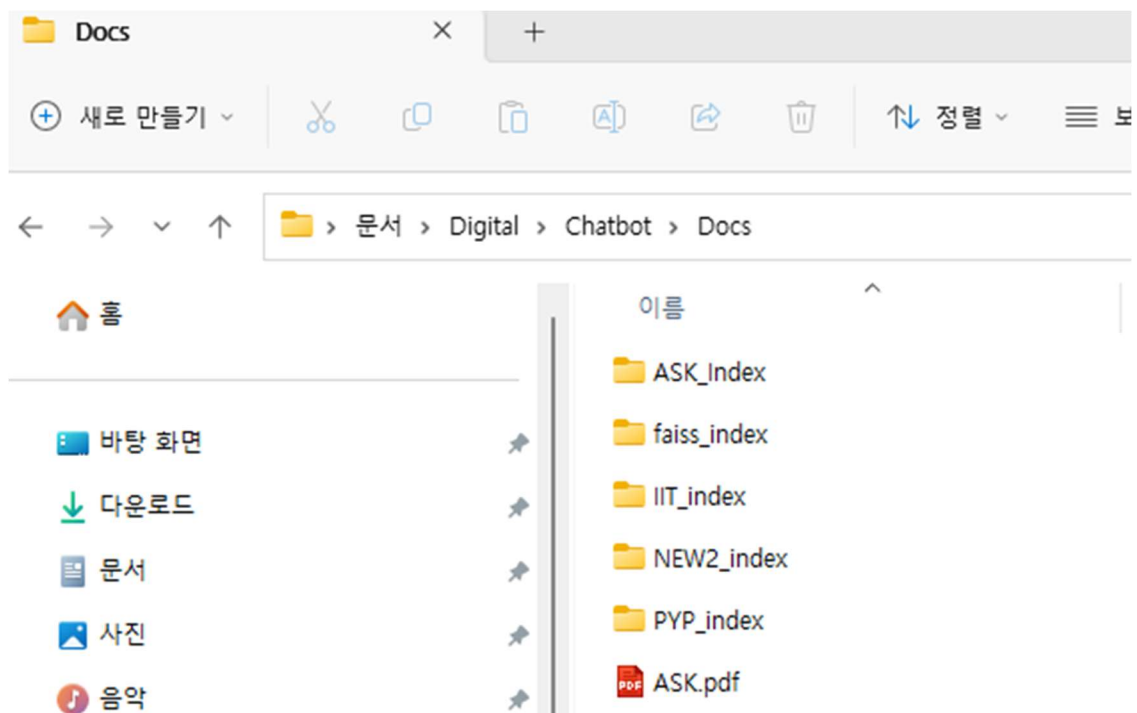 Docs
새로 만들기
정렬
문서 > Digital > Chatbot > Docs
홈
바탕 화면
다운로드
문서
사진
음악
이름
ASK_Index
faiss_index
IIT_index
NEW2_index
PYP_index
PDF ASK.pdf